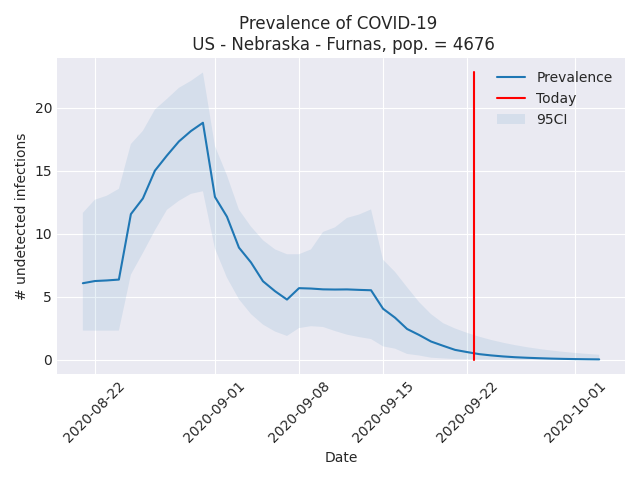 Prevalence of COVID-19
US - Nebraska - Furnas, pop. = 4676
Prevalence
Today
95CI
# undetected infections
20
15
10
5
0
2020-08-22
2020-09-01
2020-09-08
2020-09-15
2020-09-22
2020-10-01
Date